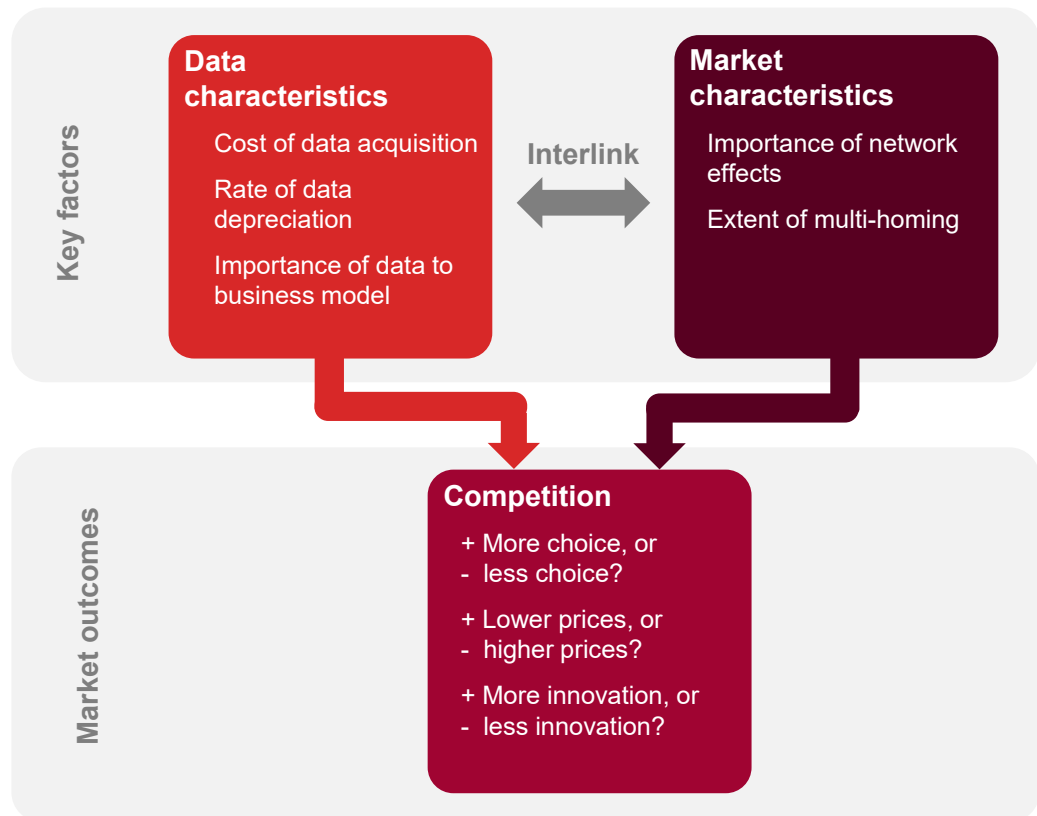 Key factors
Data
characteristics
Cost of data acquisition
Rate of data
depreciation
Importance of data to
business model
Interlink
Market
characteristics
Importance of network
effects
Extent of multi-homing
Market outcomes
Competition
+ More choice, or
- less choice?
+ Lower prices, or
- higher prices?
+ More innovation, or
- less innovation?